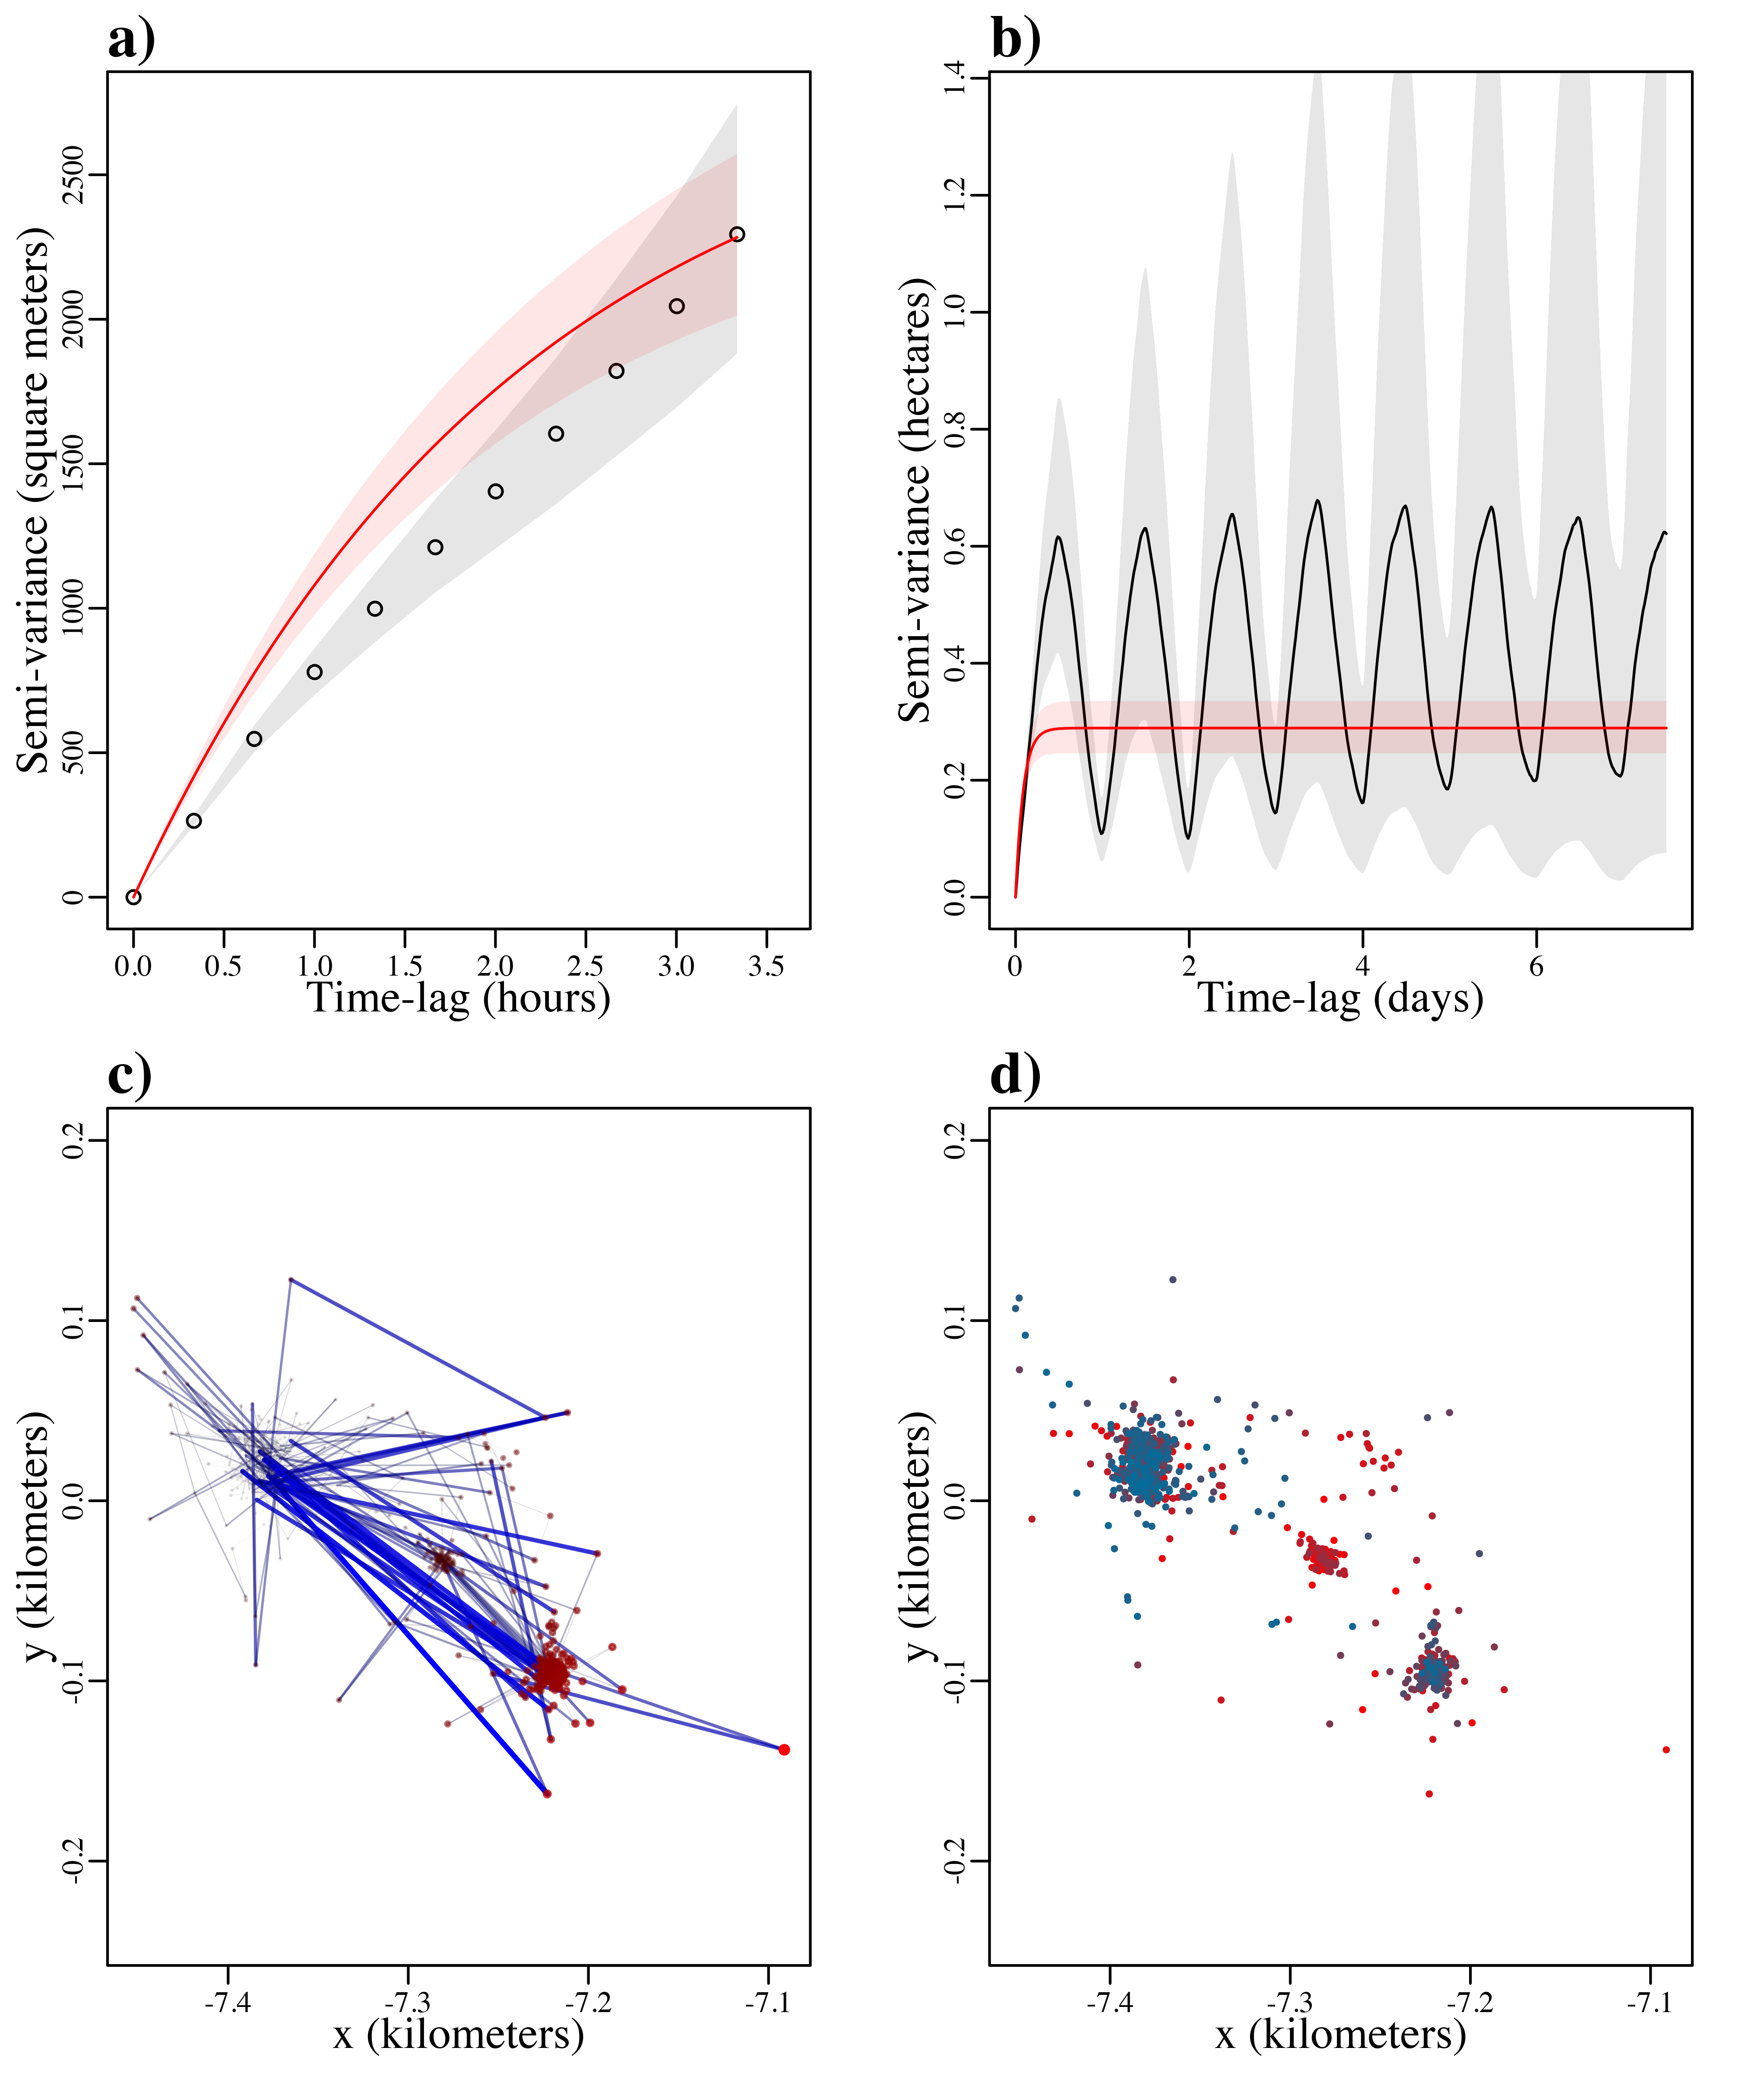 a)
Semi-variance (square meters)
2500
2000
1500
1000
500
0
0.0 0.5 1.0 1.5 2.0 2.5 3.0 3.5
Time-lag (hours)
b)
Semi-variance (hectares)
1.4
1.2
1.0
0.8
0.6
0.4
0.2
0.0
0 2 4 6
Time-lag (days)
c)
y (kilometers)
0.2
0.1
0.0
-0.1
-0.2
-7.4 -7.3 -7.2 -7.1
x (kilometers)
d)
y (kilometers)
0.2
0.1
0.0
-0.1
-0.2
-7.4 -7.3 -7.2 -7.1
x (kilometers)